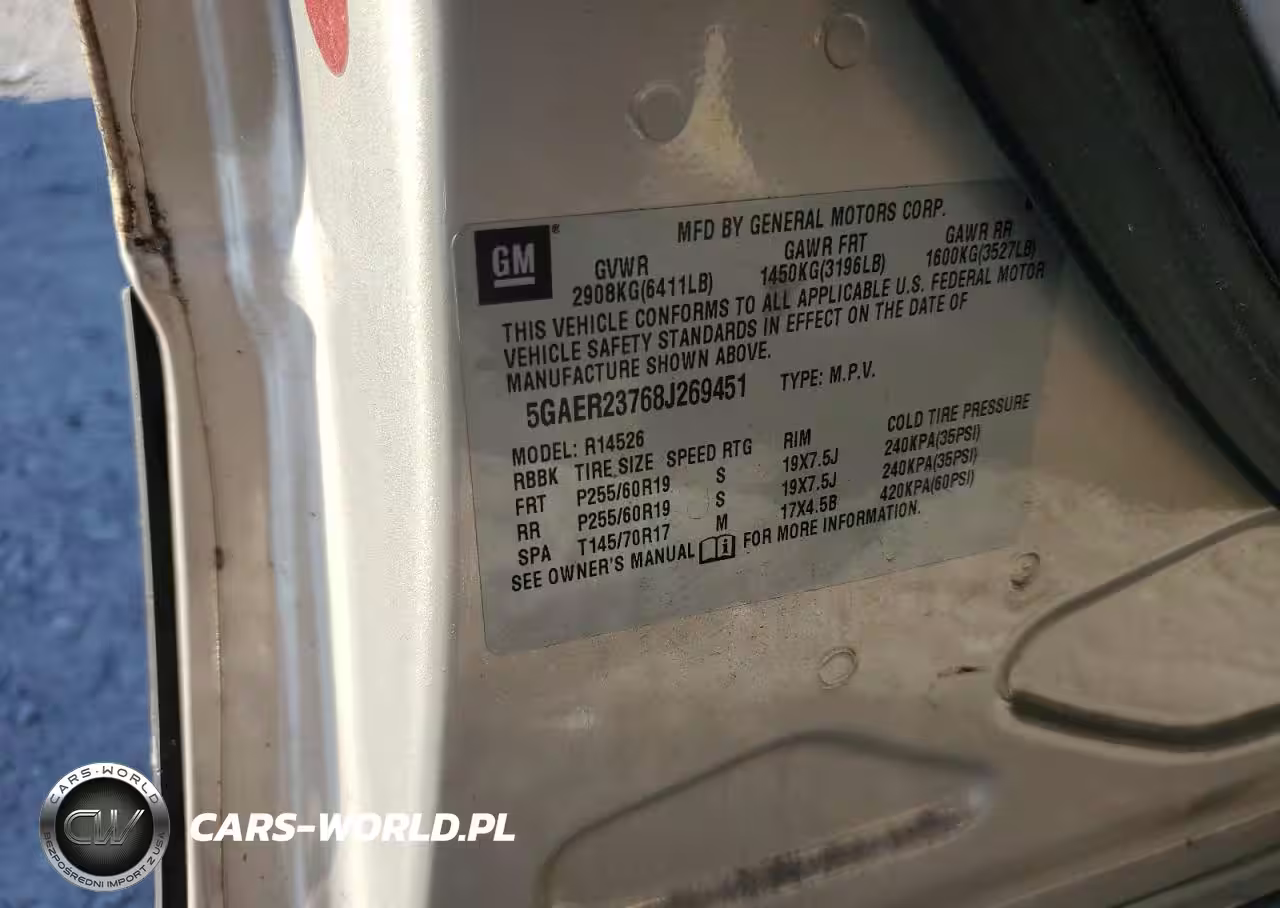 MFD BY GENERAL MOTORS CORP.
GM®
GVWR GAWR FRT GAWR RR
2908KG(6411LB) 1450KG(3196LB) 1600KG(3527LB)
THIS VEHICLE CONFORMS TO ALL APPLICABLE U.S. FEDERAL MOTOR
VEHICLE SAFETY STANDARDS IN EFFECT ON THE DATE OF
MANUFACTURE SHOWN ABOVE.
5GAER23768J269451 TYPE: M.P.V.
MODEL: R14526
RBBK TIRE SIZE SPEED RTG RIM COLD TIRE PRESSURE
FRT P255/60R19 S 19X7.5J 240KPA(35PSI)
RR P255/60R19 S 19X7.5J 240KPA(35PSI)
SPA T145/70R17 M 17X4.5B 420KPA(60PSI)
SEE OWNER'S MANUAL i FOR MORE INFORMATION.
CARS-WORLD
CW
BEZPOŚREDNI IMPORT Z USA
CARS-WORLD.PL